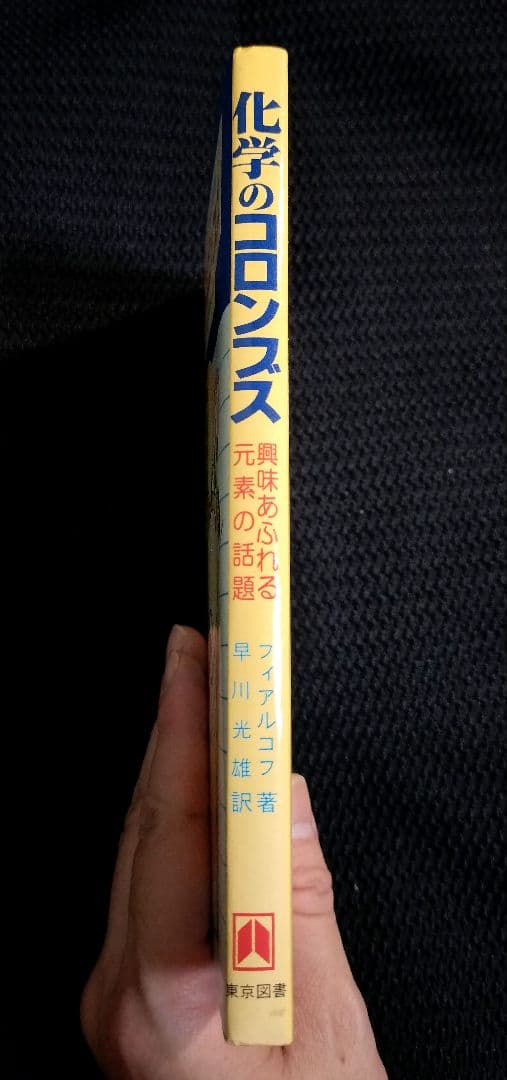 化学のコロンブス
興味あふれる
元素の話題
フィアルコフ著
早川光雄訳
東京図書